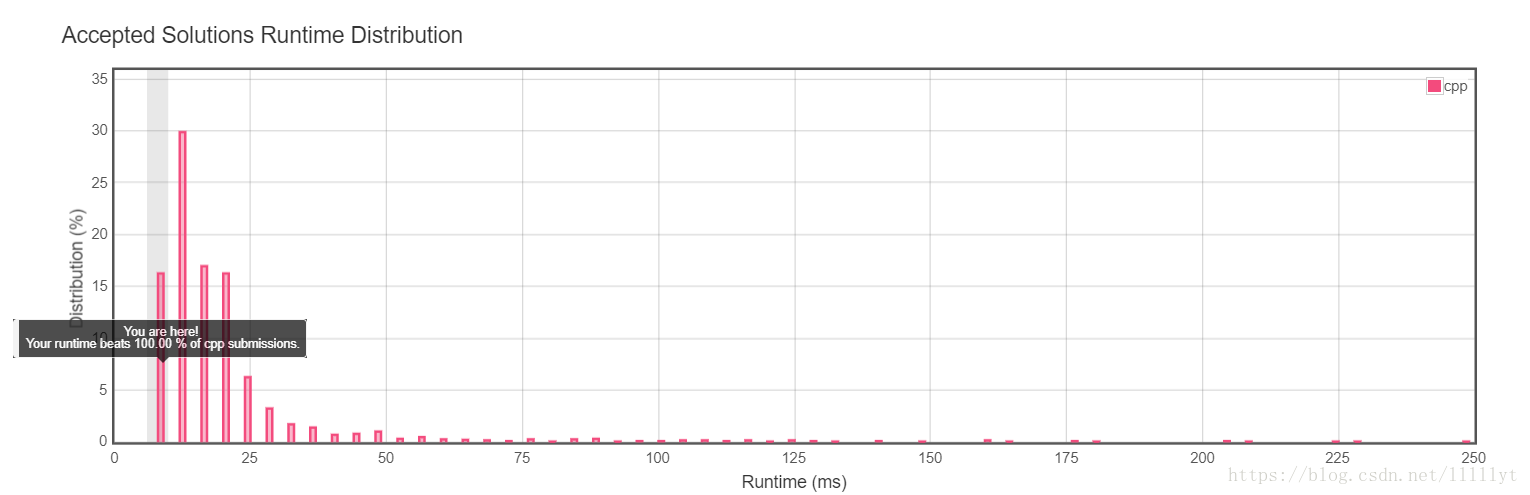 Accepted Solutions Runtime Distribution
35
cpp
30
25
20
15
10
5
0
Distribution (%)
You are here!
Your runtime beats 100.00 % of cpp submissions.
0 25 50 75 100 125 150 175 200 225 250
Runtime (ms)
https://blog.csdn.net/lllllyt